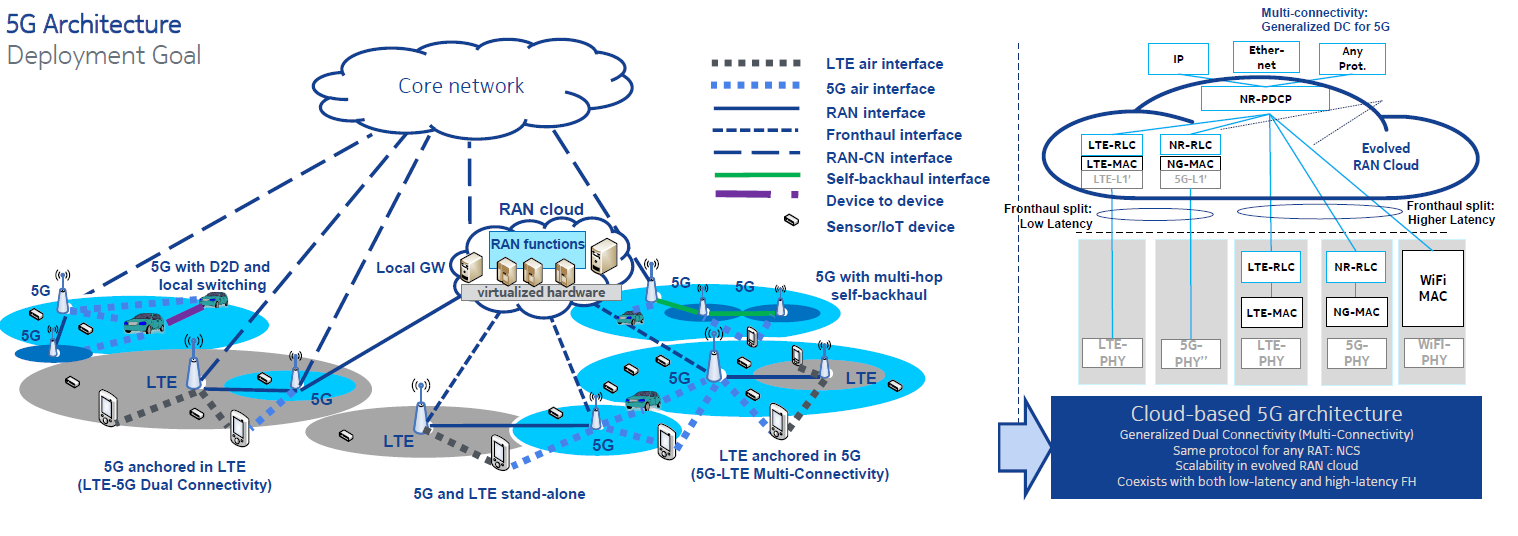 5G Architecture
Deployment Goal
Core network
LTE air interface
5G air interface
RAN interface
Fronthaul interface
RAN-CN interface
Self-backhaul interface
Device to device
Sensor/IoT device
RAN cloud
RAN functions
Local GW
virtualized hardware
5G with D2D and
local switching
5G
5G
5G with multi-hop
self-backhaul
5G
5G
5G
LTE
5G
LTE
5G
5G
LTE
5G anchored in LTE
(LTE-5G Dual Connectivity)
5G and LTE stand-alone
LTE anchored in 5G
(5G-LTE Multi-Connectivity)
Multi-connectivity:
Generalized DC for 5G
IP
Ether-
net
Any
Prot.
NR-PDCP
LTE-RLC
LTE-MAC
LTE-L1'
NR-RLC
NG-MAC
5G-L1'
Evolved
RAN Cloud
Fronthaul split:
Low Latency
Fronthaul split:
Higher Latency
LTE-RLC
NR-RLC
WiFi
MAC
LTE-MAC
NG-MAC
LTE-
PHY
5G-
PHY''
LTE-
PHY
5G-
PHY
WiFI-
PHY
Cloud-based 5G architecture
Generalized Dual Connectivity (Multi-Connectivity)
Same protocol for any RAT: NCS
Scalability in evolved RAN cloud
Coexists with both low-latency and high-latency FH